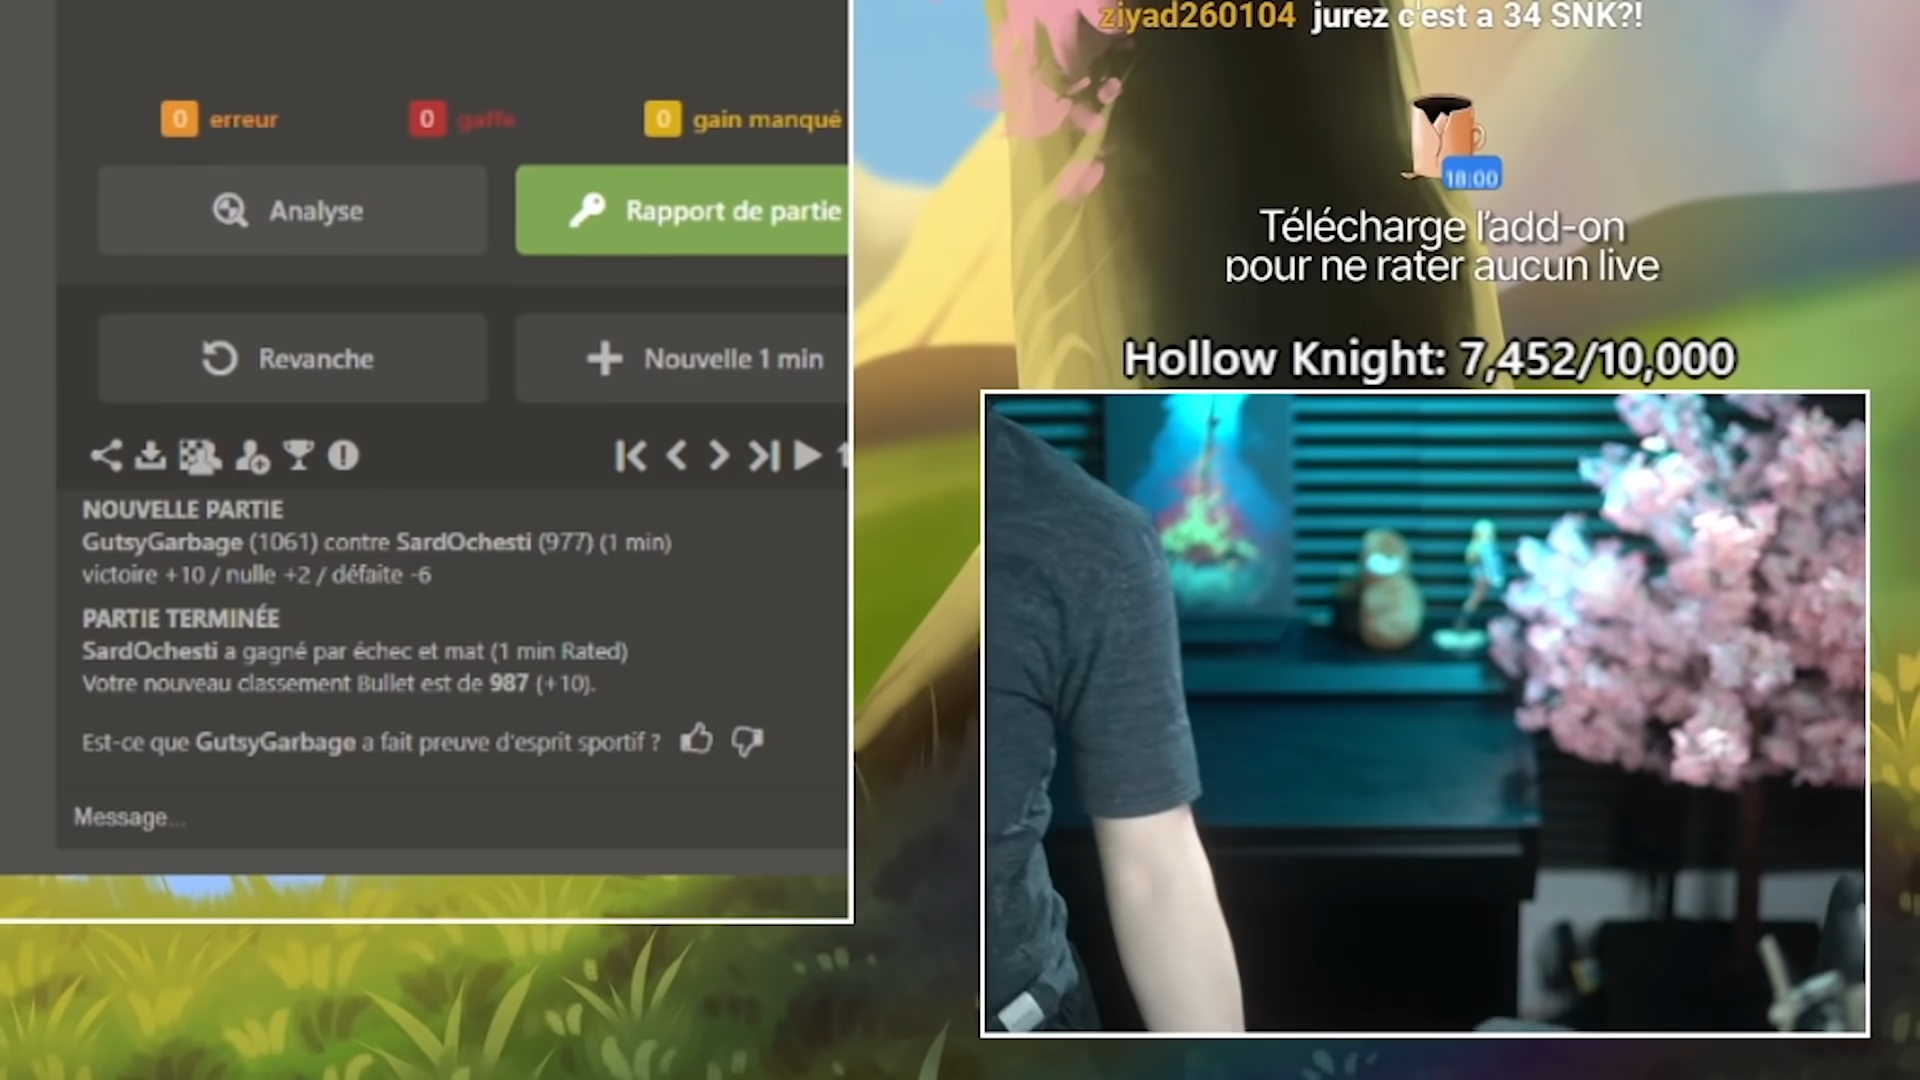 ziyad260104 jurez c'est a 34 SNK?!
0 erreur 0 gaffe 0 gain manqué
Analyse Rapport de partie
18:00
Télécharge l'add-on
pour ne rater aucun live
Revanche Nouvelle 1 min
Hollow Knight: 7,452/10,000
NOUVELLE PARTIE
GutsyGarbage (1061) contre SardOchesti (977) (1 min)
victoire +10 / nulle +2 / défaite -6
PARTIE TERMINÉE
SardOchesti a gagné par échec et mat (1 min Rated)
Votre nouveau classement Bullet est de 987 (+10).
Est-ce que GutsyGarbage a fait preuve d'esprit sportif ?
Message...